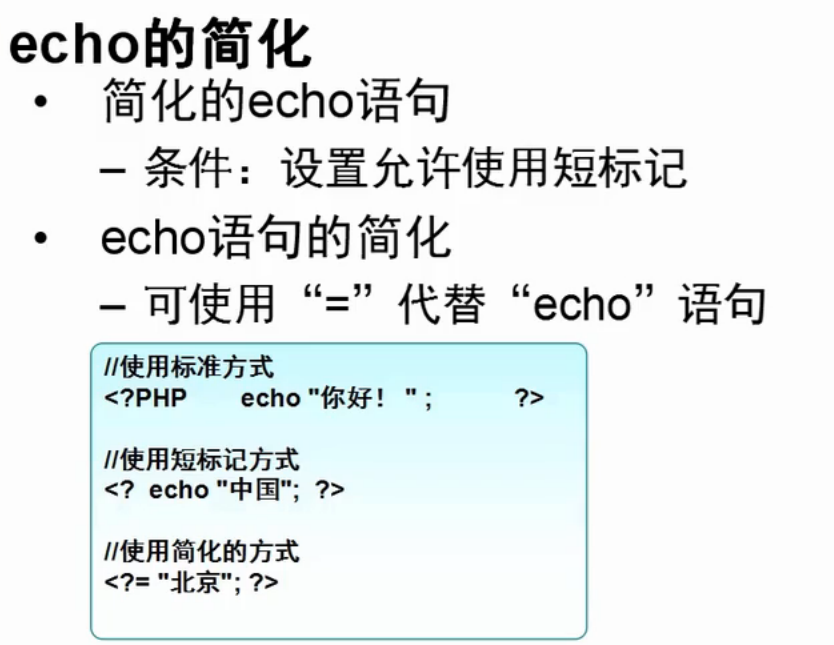 echo的简化
• 简化的echo语句
– 条件：设置允许使用短标记
• echo语句的简化
– 可使用“=”代替“echo”语句
//使用标准方式
<?PHP echo "你好！ " ; ?>
//使用短标记方式
<? echo "中国"; ?>
//使用简化的方式
<?= "北京"; ?>